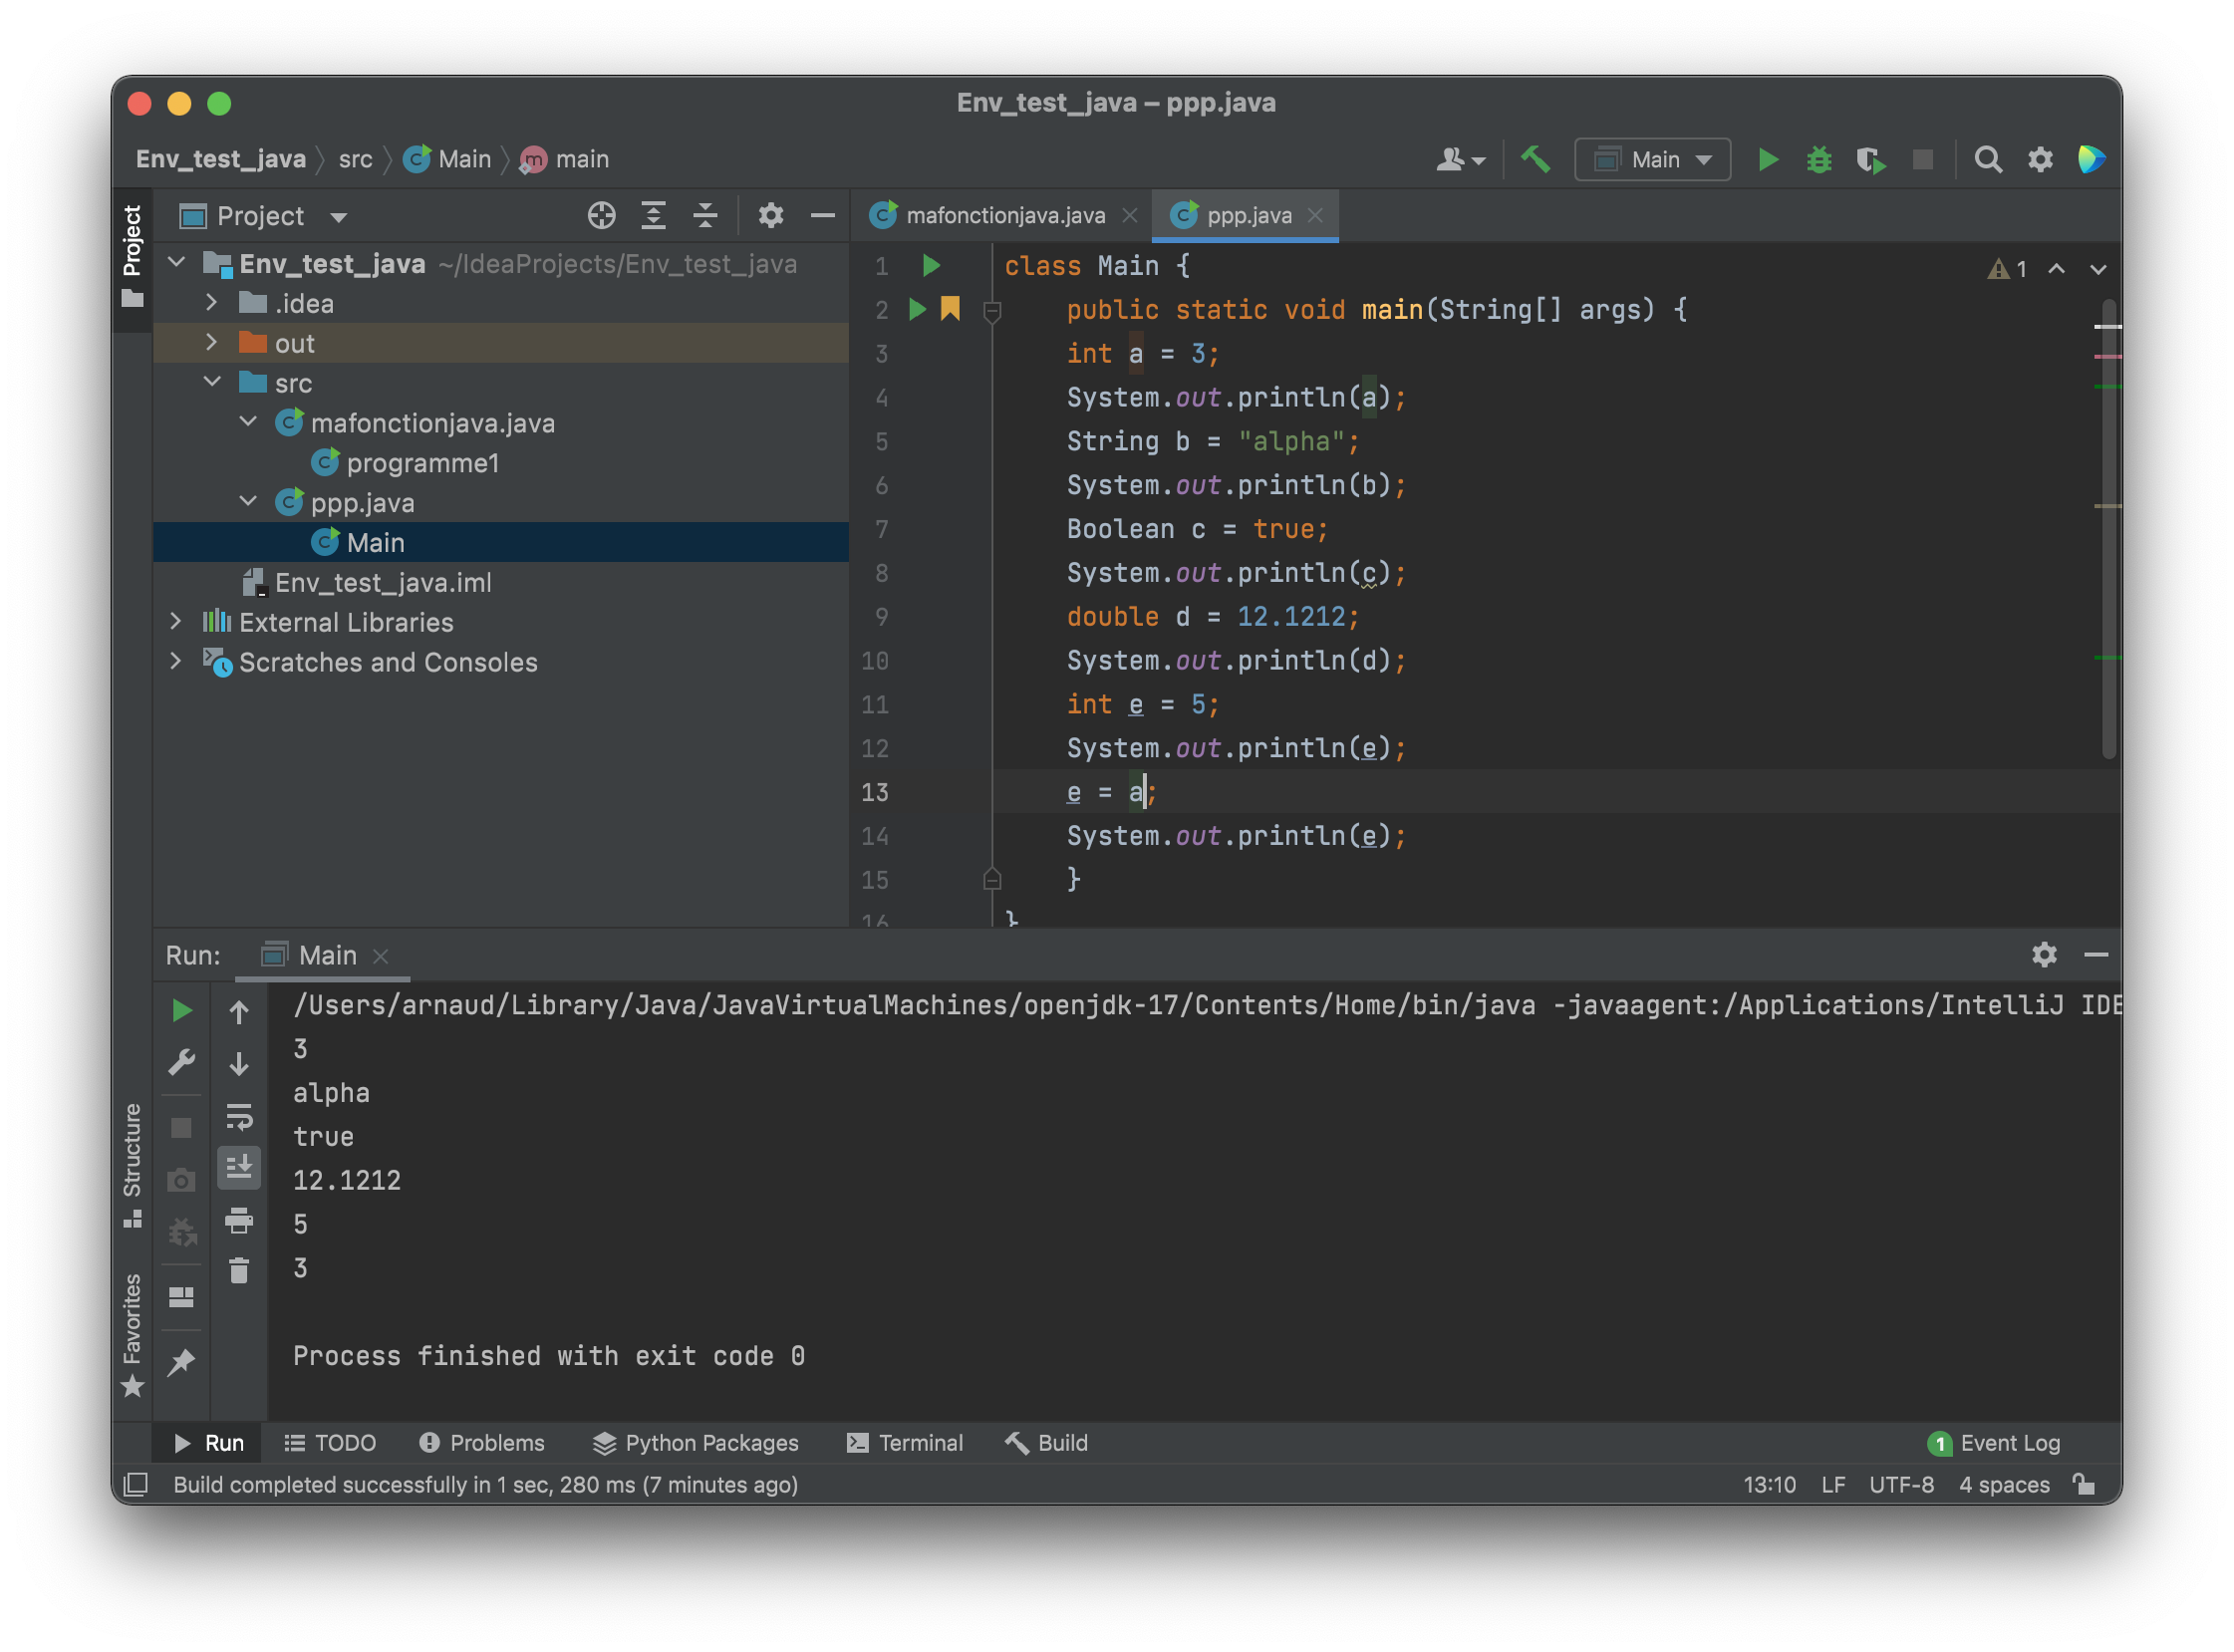 Env_test_java – ppp.java
Env_test_java src Main main
Main
Project
Project
mafonctionjava.java ppp.java
Env_test_java ~/IdeaProjects/Env_test_java
.idea
out
src
mafonctionjava.java
programme1
ppp.java
Main
Env_test_java.iml
External Libraries
Scratches and Consoles
1 class Main {
1
2 public static void main(String[] args) {
3 int a = 3;
4 System.out.println(a);
5 String b = "alpha";
6 System.out.println(b);
7 Boolean c = true;
8 System.out.println(c);
9 double d = 12.1212;
10 System.out.println(d);
11 int e = 5;
12 System.out.println(e);
13 e = a;
14 System.out.println(e);
15 }
16 }
Run: Main
/Users/arnaud/Library/Java/JavaVirtualMachines/openjdk-17/Contents/Home/bin/java -javaagent:/Applications/IntelliJ IDE
3
alpha
true
12.1212
5
3
Process finished with exit code 0
Structure
Favorites
Run TODO Problems Python Packages Terminal Build 1 Event Log
Build completed successfully in 1 sec, 280 ms (7 minutes ago) 13:10 LF UTF-8 4 spaces